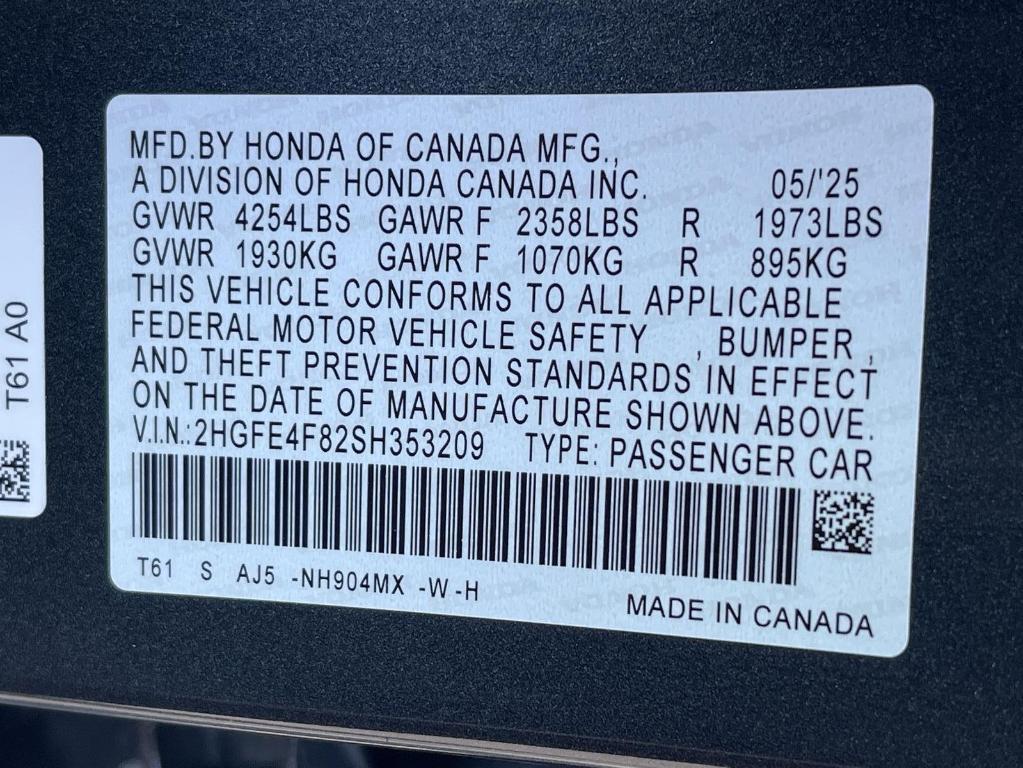 MFD.BY HONDA OF CANADA MFG.,
A DIVISION OF HONDA CANADA INC. 05/'25
GVWR 4254LBS GAWR F 2358LBS R 1973LBS
GVWR 1930KG GAWR F 1070KG R 895KG
THIS VEHICLE CONFORMS TO ALL APPLICABLE
FEDERAL MOTOR VEHICLE SAFETY , BUMPER ,
AND THEFT PREVENTION STANDARDS IN EFFECT
ON THE DATE OF MANUFACTURE SHOWN ABOVE.
V.I.N.:2HGFE4F82SH353209 TYPE: PASSENGER CAR
T61 S AJ5 -NH904MX -W-H
MADE IN CANADA
T61 A0